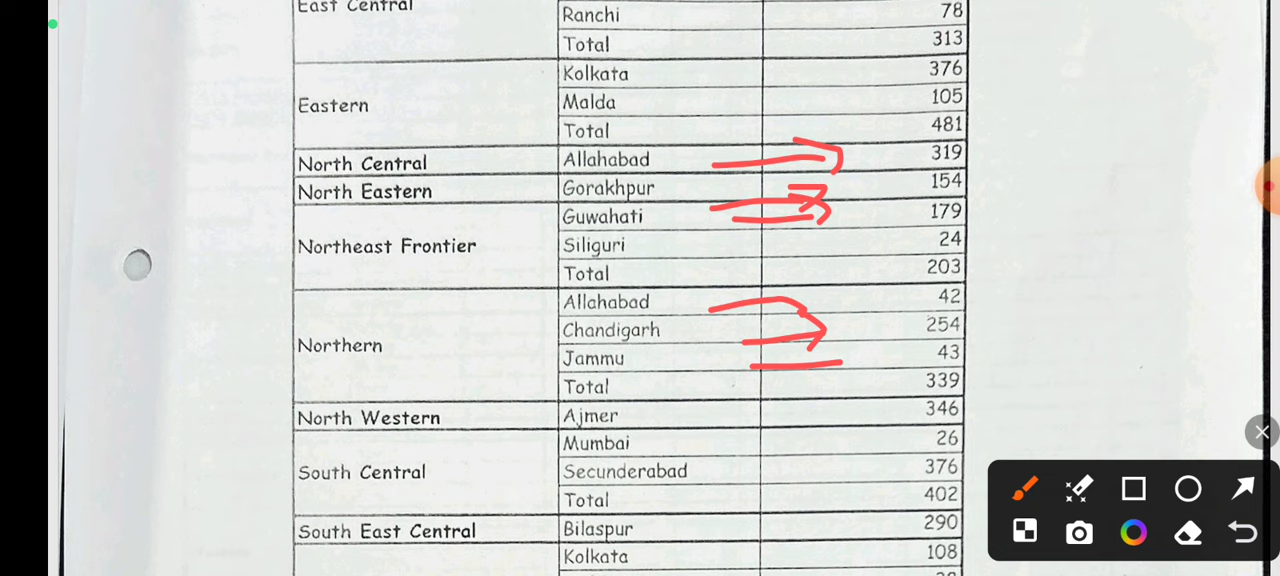 East Central
Ranchi 78
Total 313
Eastern
Kolkata 376
Malda 105
Total 481
North Central Allahabad 319
North Eastern Gorakhpur 154
Northeast Frontier
Guwahati 179
Siliguri 24
Total 203
Northern
Allahabad 42
Chandigarh 254
Jammu 43
Total 339
North Western Ajmer 346
South Central
Mumbai 26
Secunderabad 376
Total 402
South East Central Bilaspur 290
Kolkata 108